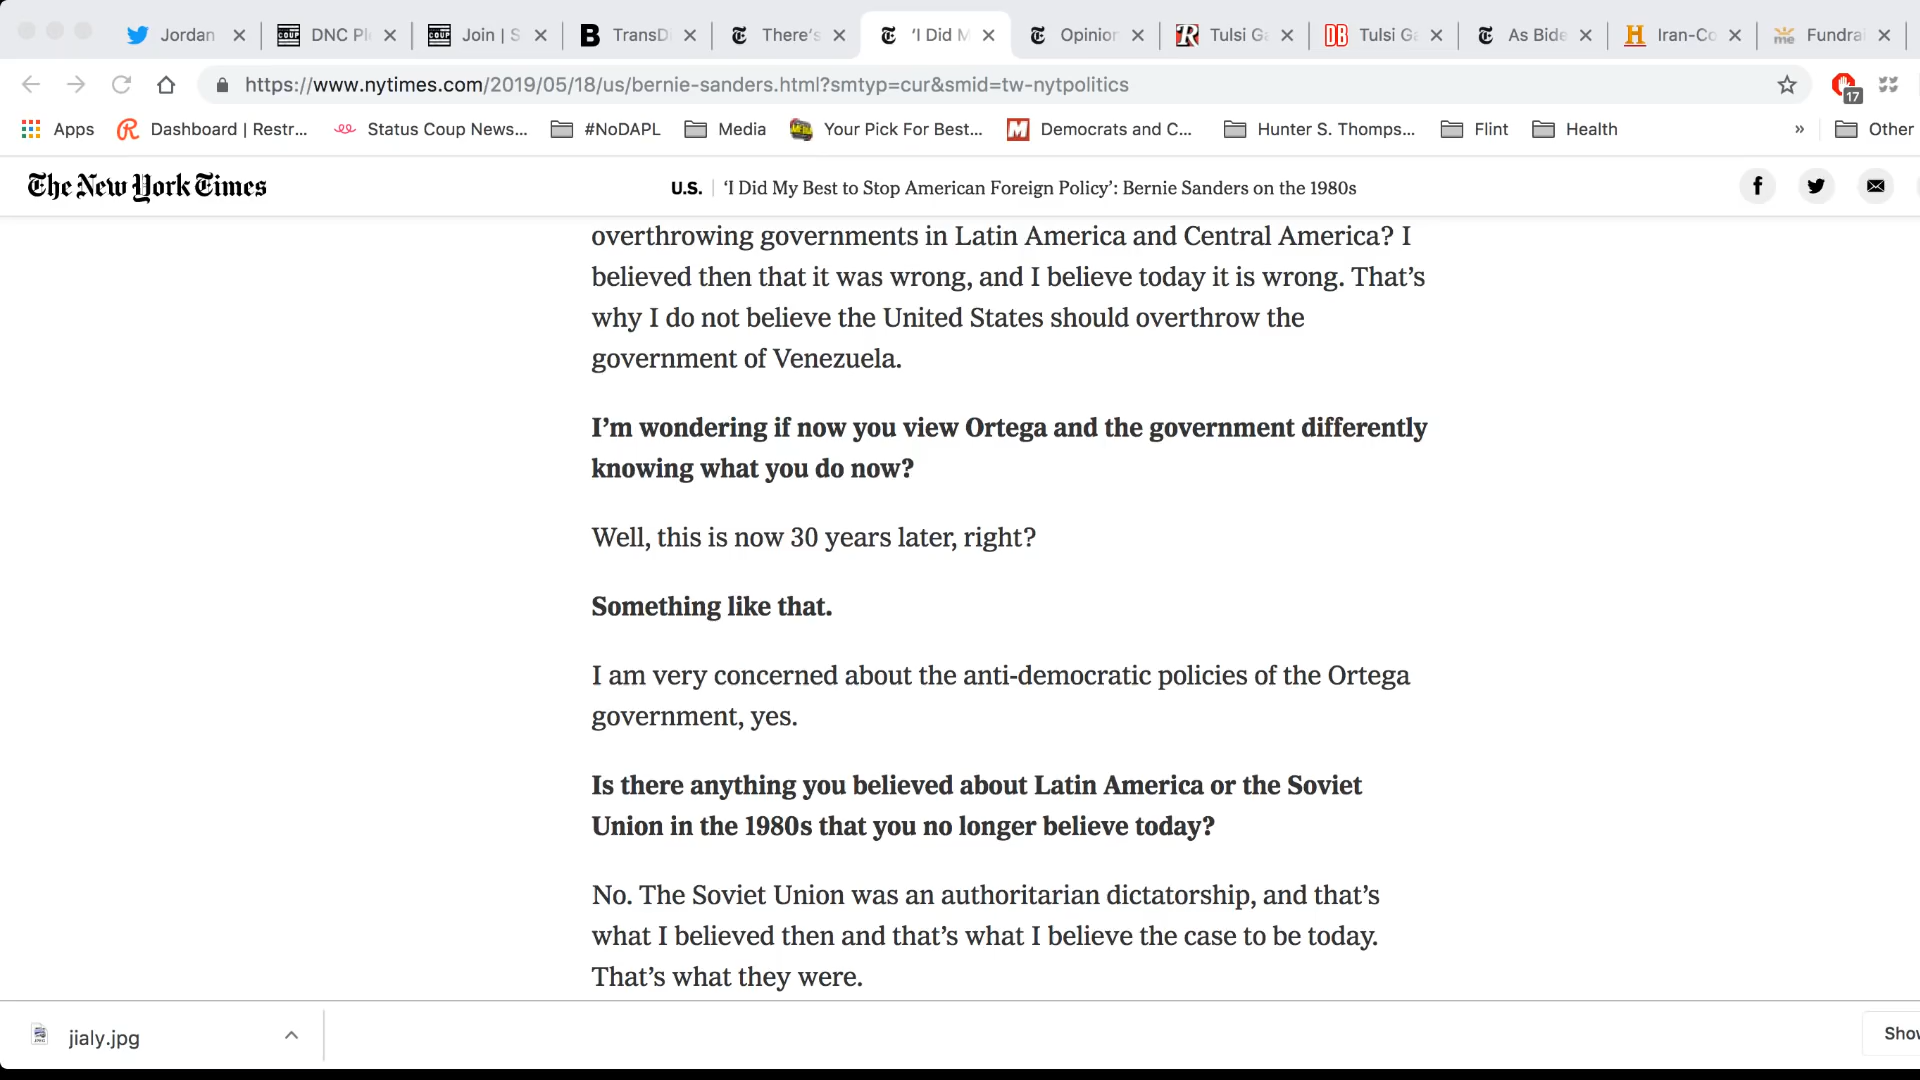 Jordan
DNC Pl
Join | S
TransD
There's
'I Did M
Opinion
Tulsi Ga
Tulsi Ga
As Bide
Iran-Co
Fundrai
https://www.nytimes.com/2019/05/18/us/bernie-sanders.html?smtyp=cur&smid=tw-nytpolitics
17
Apps
Dashboard | Restr...
Status Coup News...
#NoDAPL
Media
Your Pick For Best...
Democrats and C...
Hunter S. Thomps...
Flint
Health
»
Other
The New York Times
U.S. | 'I Did My Best to Stop American Foreign Policy': Bernie Sanders on the 1980s
overthrowing governments in Latin America and Central America? I
believed then that it was wrong, and I believe today it is wrong. That's
why I do not believe the United States should overthrow the
government of Venezuela.
I'm wondering if now you view Ortega and the government differently
knowing what you do now?
Well, this is now 30 years later, right?
Something like that.
I am very concerned about the anti-democratic policies of the Ortega
government, yes.
Is there anything you believed about Latin America or the Soviet
Union in the 1980s that you no longer believe today?
No. The Soviet Union was an authoritarian dictatorship, and that's
what I believed then and that's what I believe the case to be today.
That's what they were.
jialy.jpg
Show